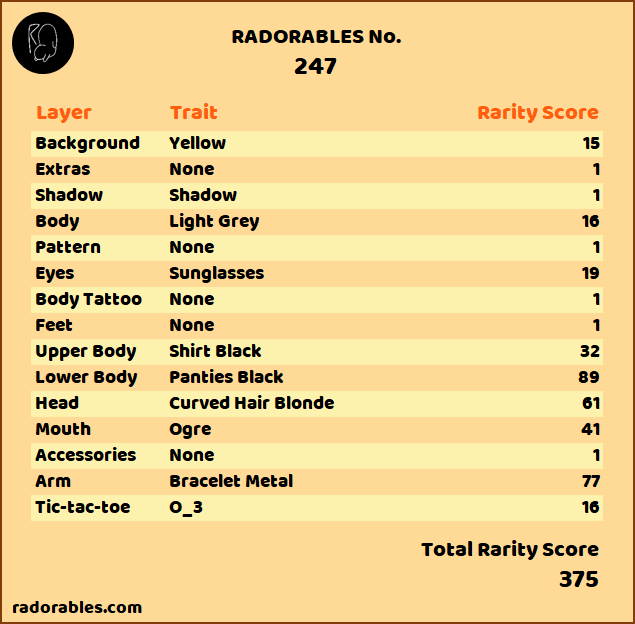 RADORABLES No.
247
Layer Trait Rarity Score
Background Yellow 15
Extras None 1
Shadow Shadow 1
Body Light Grey 16
Pattern None 1
Eyes Sunglasses 19
Body Tattoo None 1
Feet None 1
Upper Body Shirt Black 32
Lower Body Panties Black 89
Head Curved Hair Blonde 61
Mouth Ogre 41
Accessories None 1
Arm Bracelet Metal 77
Tic-tac-toe O_3 16
Total Rarity Score
375
radorables.com